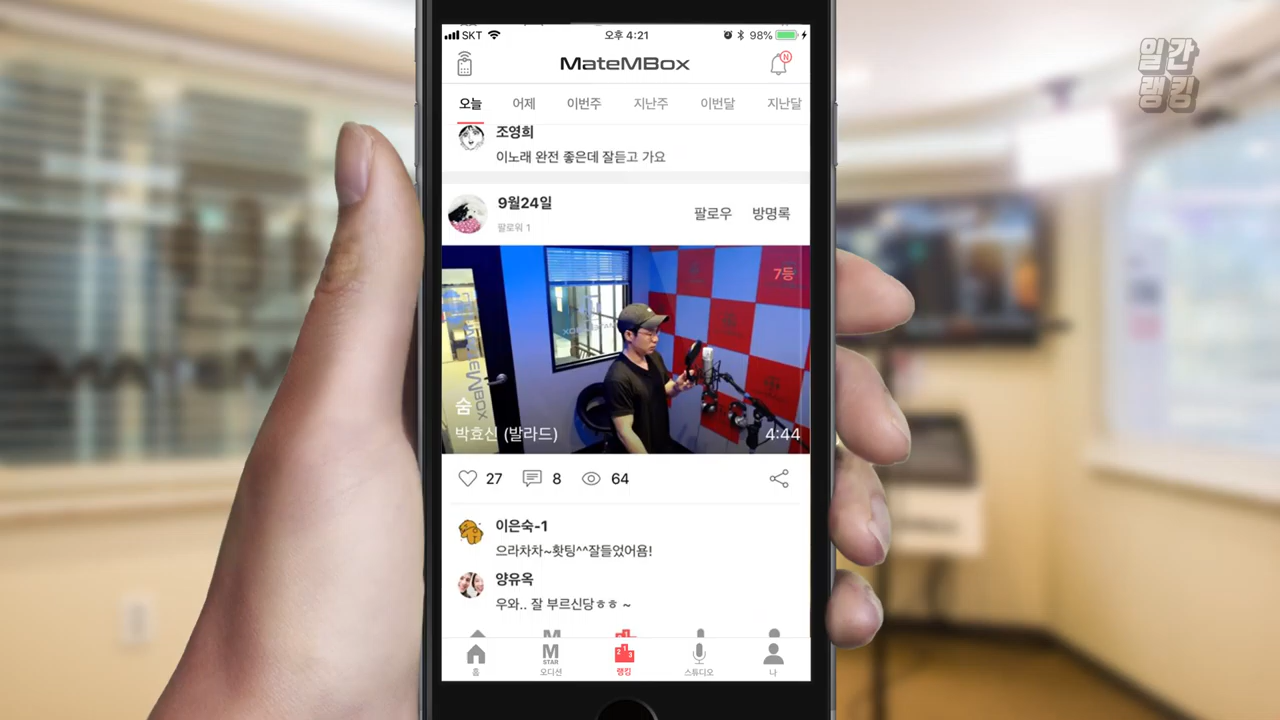 SKT 오후 4:21 98%
MateMBox
N
오늘 어제 이번주 지난주 이번달 지난달
조영희
이노래 완전 좋은데 잘듣고 가요
9월24일
팔로워 1
팔로우 방명록
7등
숨
박효신 (발라드)
4:44
27 8 64
이은숙-1
으라차차~홧팅^^잘들었어욤!
양유옥
우와.. 잘 부르신당ㅎㅎ ~
홈 오디션 랭킹 스튜디오 나
M
STAR
일간
랭킹